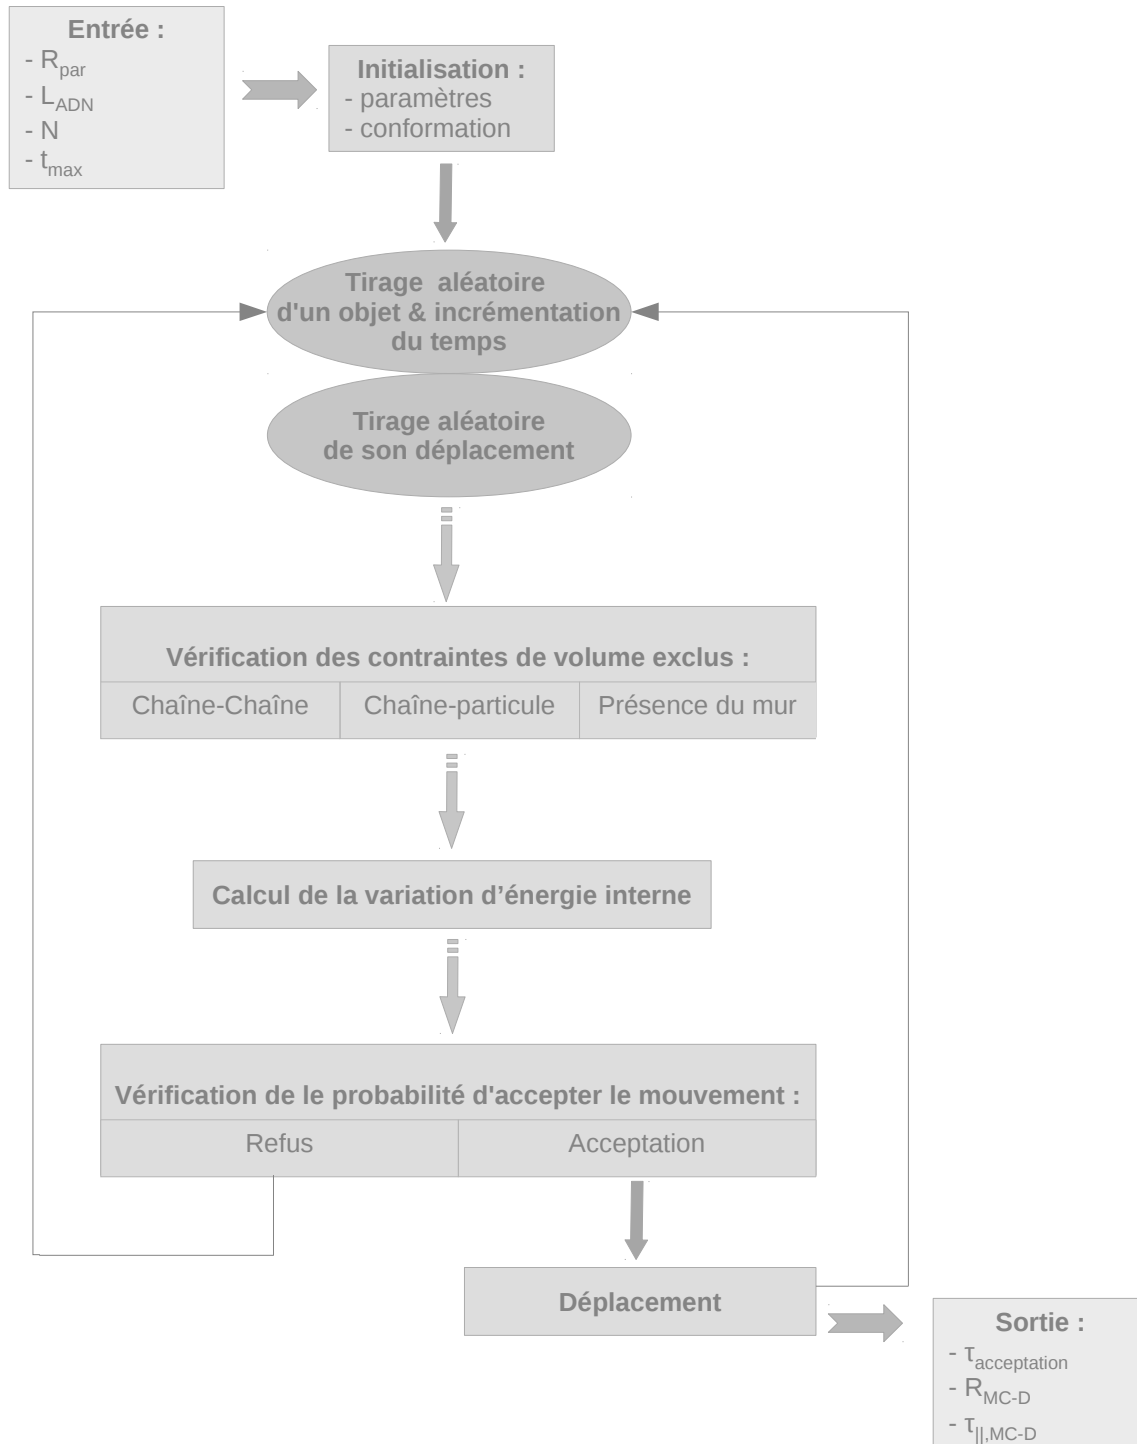 Entrée :
- R_par
- L_ADN
- N
- t_max
Initialisation :
- paramètres
- conformation
Tirage aléatoire
d'un objet & incrémentation
du temps
Tirage aléatoire
de son déplacement
Vérification des contraintes de volume exclus :
Chaîne-Chaîne
Chaîne-particule
Présence du mur
Calcul de la variation d’énergie interne
Vérification de le probabilité d'accepter le mouvement :
Refus
Acceptation
Déplacement
Sortie :
- τ_acceptation
- R_MC-D
- τ_||,MC-D